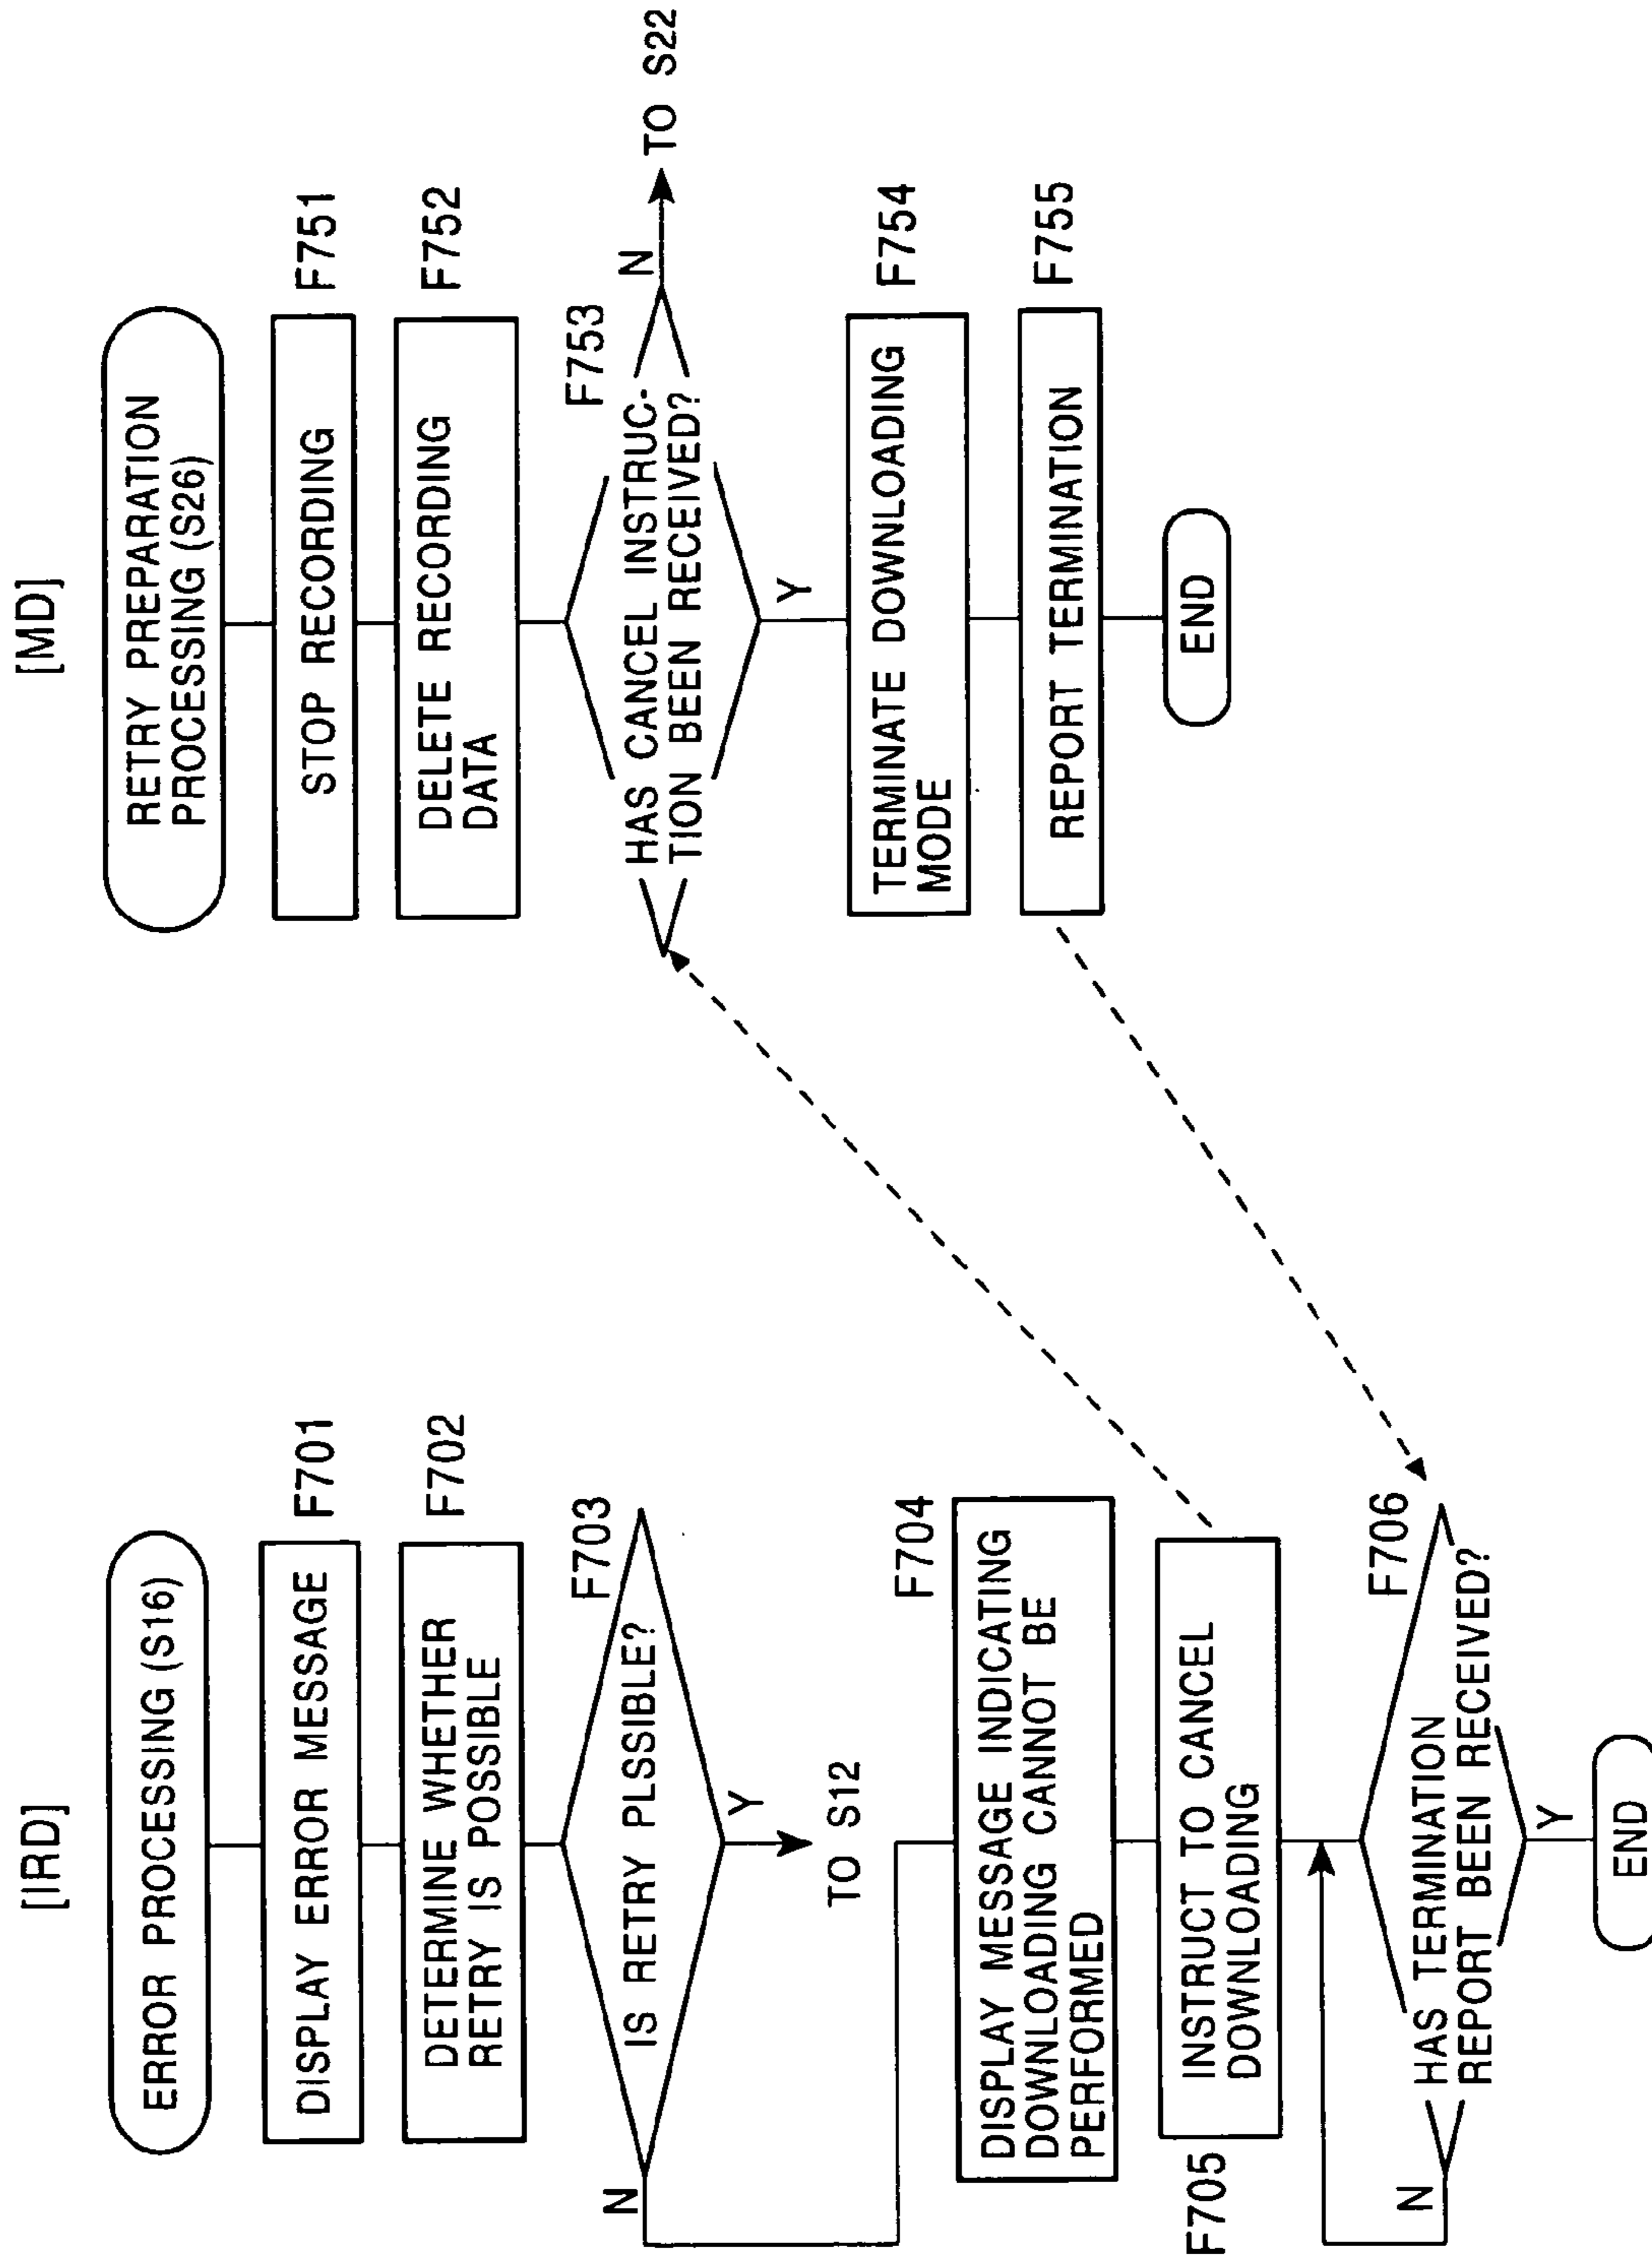 [IRD]
ERROR PROCESSING (S16)
DISPLAY ERROR MESSAGE
F701
DETERMINE WHETHER
RETRY IS POSSIBLE
F702
F703
IS RETRY PLSSIBLE?
N
Y
TO S12
F704
DISPLAY MESSAGE INDICATING
DOWNLOADING CANNOT BE
PERFORMED
F705
INSTRUCT TO CANCEL
DOWNLOADING
F706
HAS TERMINATION
REPORT BEEN RECEIVED?
N
Y
END
[MD]
RETRY PREPARATION
PROCESSING (S26)
STOP RECORDING
F751
DELETE RECORDING
DATA
F752
F753
HAS CANCEL INSTRUC-
TION BEEN RECEIVED?
N
TO S22
Y
TERMINATE DOWNLOADING
MODE
F754
REPORT TERMINATION
F755
END